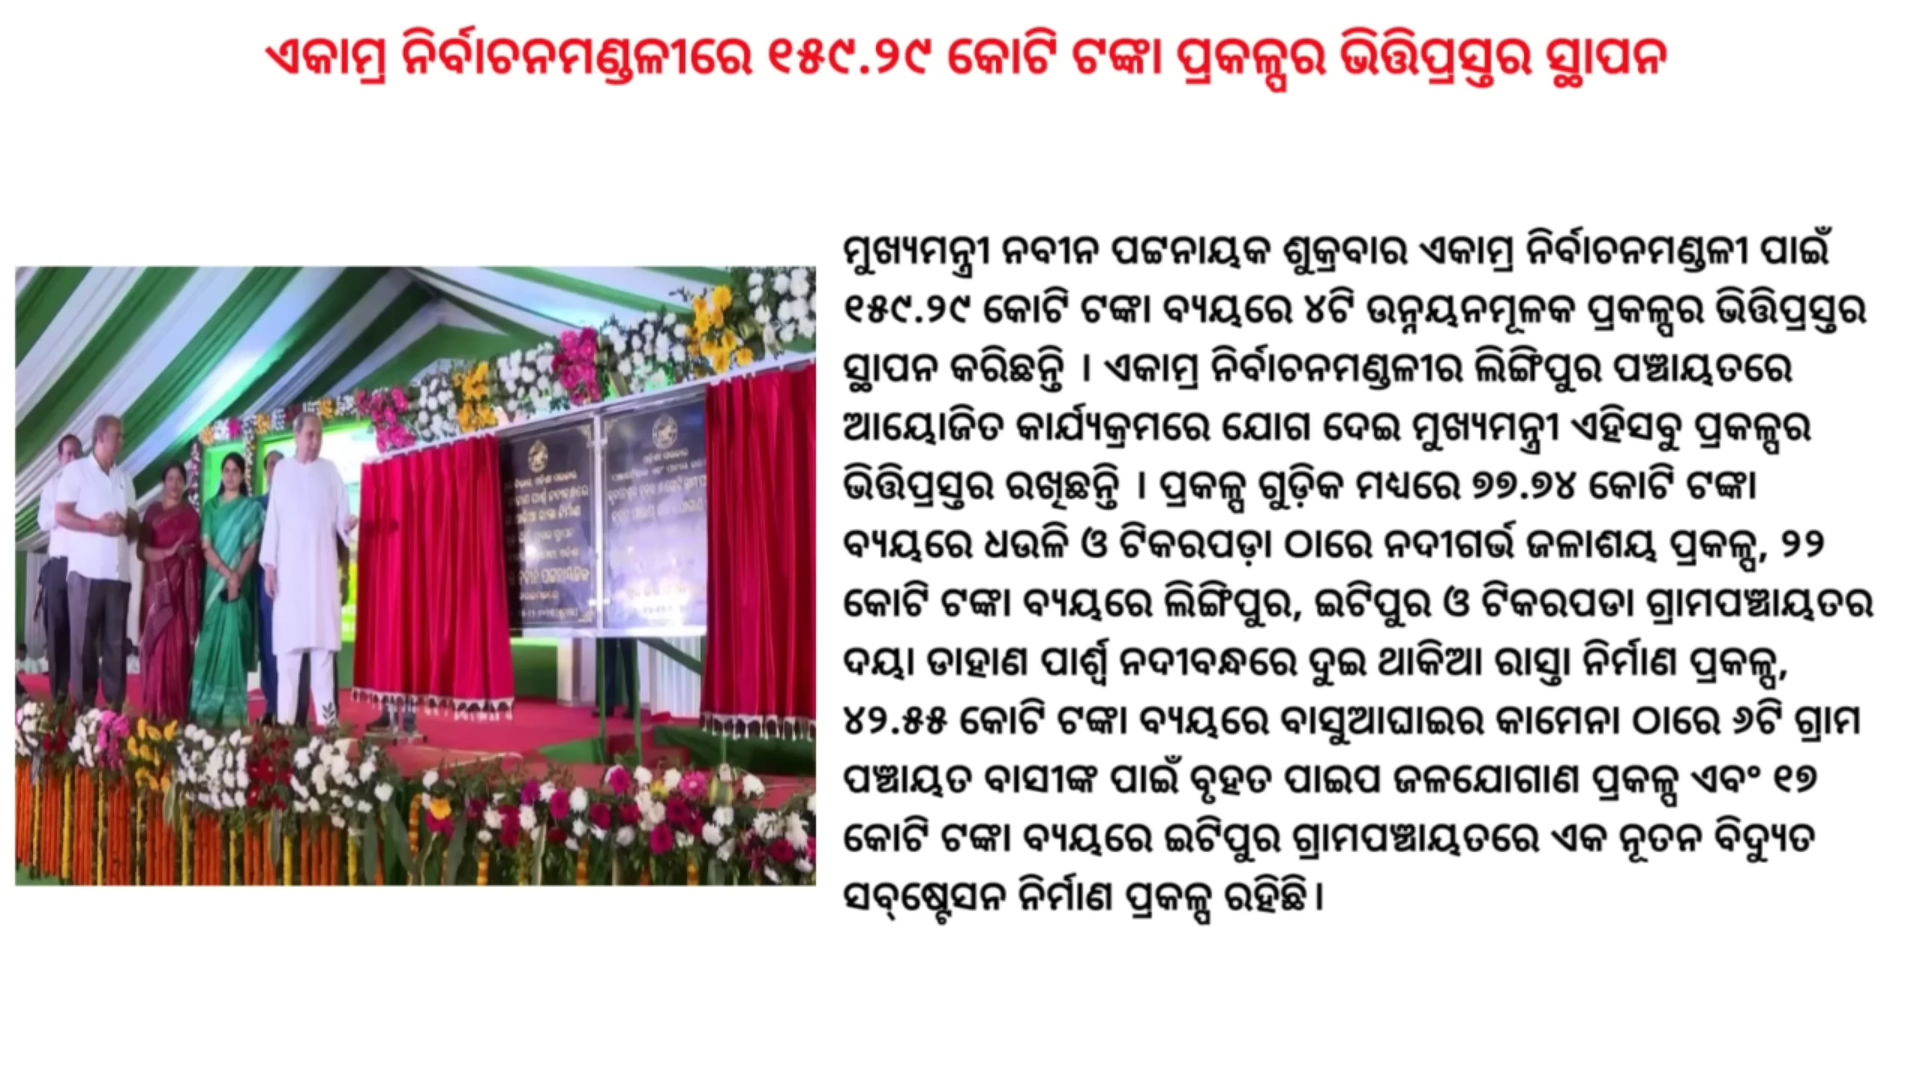 ଏକାମ୍ର ନିର୍ବାଚନମଣ୍ଡଳୀରେ ୧୫୯.୨୯ କୋଟି ଟଙ୍କା ପ୍ରକଳ୍ପର ଭିତ୍ତିପ୍ରସ୍ତର ସ୍ଥାପନ
ମୁଖ୍ୟମନ୍ତ୍ରୀ ନବୀନ ପଟ୍ଟନାୟକ ଶୁକ୍ରବାର ଏକାମ୍ର ନିର୍ବାଚନମଣ୍ଡଳୀ ପାଇଁ
୧୫୯.୨୯ କୋଟି ଟଙ୍କା ବ୍ୟୟରେ ୪ଟି ଉନ୍ନୟନମୂଳକ ପ୍ରକଳ୍ପର ଭିତ୍ତିପ୍ରସ୍ତର
ସ୍ଥାପନ କରିଛନ୍ତି । ଏକାମ୍ର ନିର୍ବାଚନମଣ୍ଡଳୀର ଲିଙ୍ଗିପୁର ପଞ୍ଚାୟତରେ
ଆୟୋଜିତ କାର୍ଯ୍ୟକ୍ରମରେ ଯୋଗ ଦେଇ ମୁଖ୍ୟମନ୍ତ୍ରୀ ଏହିସବୁ ପ୍ରକଳ୍ପର
ଭିତ୍ତିପ୍ରସ୍ତର ରଖିଛନ୍ତି । ପ୍ରକଳ୍ପ ଗୁଡ଼ିକ ମଧ୍ୟରେ ୭୭.୭୪ କୋଟି ଟଙ୍କା
ବ୍ୟୟରେ ଧଉଳି ଓ ଟିକରପଡ଼ା ଠାରେ ନଦୀଗର୍ଭ ଜଳାଶୟ ପ୍ରକଳ୍ପ, ୨୨
କୋଟି ଟଙ୍କା ବ୍ୟୟରେ ଲିଙ୍ଗିପୁର, ଇଟିପୁର ଓ ଟିକରପଡା ଗ୍ରାମପଞ୍ଚାୟତର
ଦୟା ଡାହାଣ ପାର୍ଶ୍ୱ ନଦୀବନ୍ଧରେ ଦୁଇ ଥାକିଆ ରାସ୍ତା ନିର୍ମାଣ ପ୍ରକଳ୍ପ,
୪୨.୫୫ କୋଟି ଟଙ୍କା ବ୍ୟୟରେ ବାସୁଆଘାଇର କାମେନା ଠାରେ ୬ଟି ଗ୍ରାମ
ପଞ୍ଚାୟତ ବାସୀଙ୍କ ପାଇଁ ବୃହତ ପାଇପ ଜଳଯୋଗାଣ ପ୍ରକଳ୍ପ ଏବଂ ୧୭
କୋଟି ଟଙ୍କା ବ୍ୟୟରେ ଇଟିପୁର ଗ୍ରାମପଞ୍ଚାୟତରେ ଏକ ନୂତନ ବିଦ୍ୟୁତ
ସବ୍‌ଷ୍ଟେସନ ନିର୍ମାଣ ପ୍ରକଳ୍ପ ରହିଛି ।